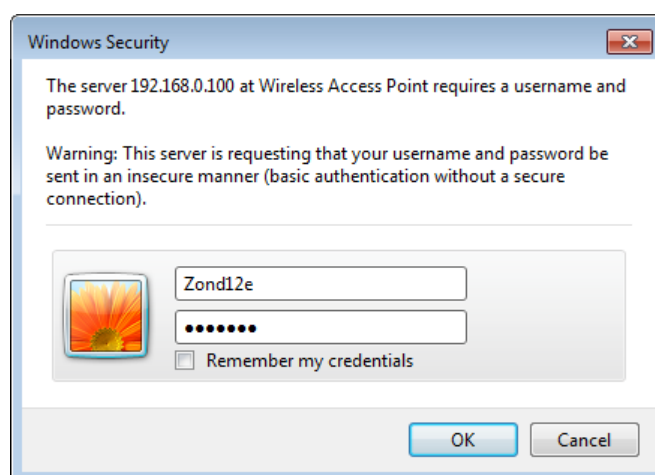 Windows Security
The server 192.168.0.100 at Wireless Access Point requires a username and
password.
Warning: This server is requesting that your username and password be
sent in an insecure manner (basic authentication without a secure
connection).
Zond12e
●●●●●●●
Remember my credentials
OK Cancel